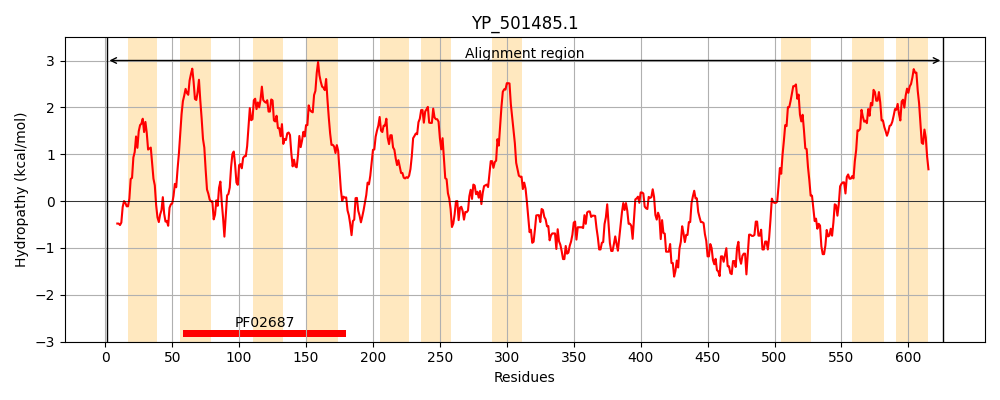 YP_501485.1
Alignment region
Hydropathy (kcal/mol)
3
2
1
0
−1
−2
−3
PF02687
0 50 100 150 200 250 300 350 400 450 500 550 600
Residues